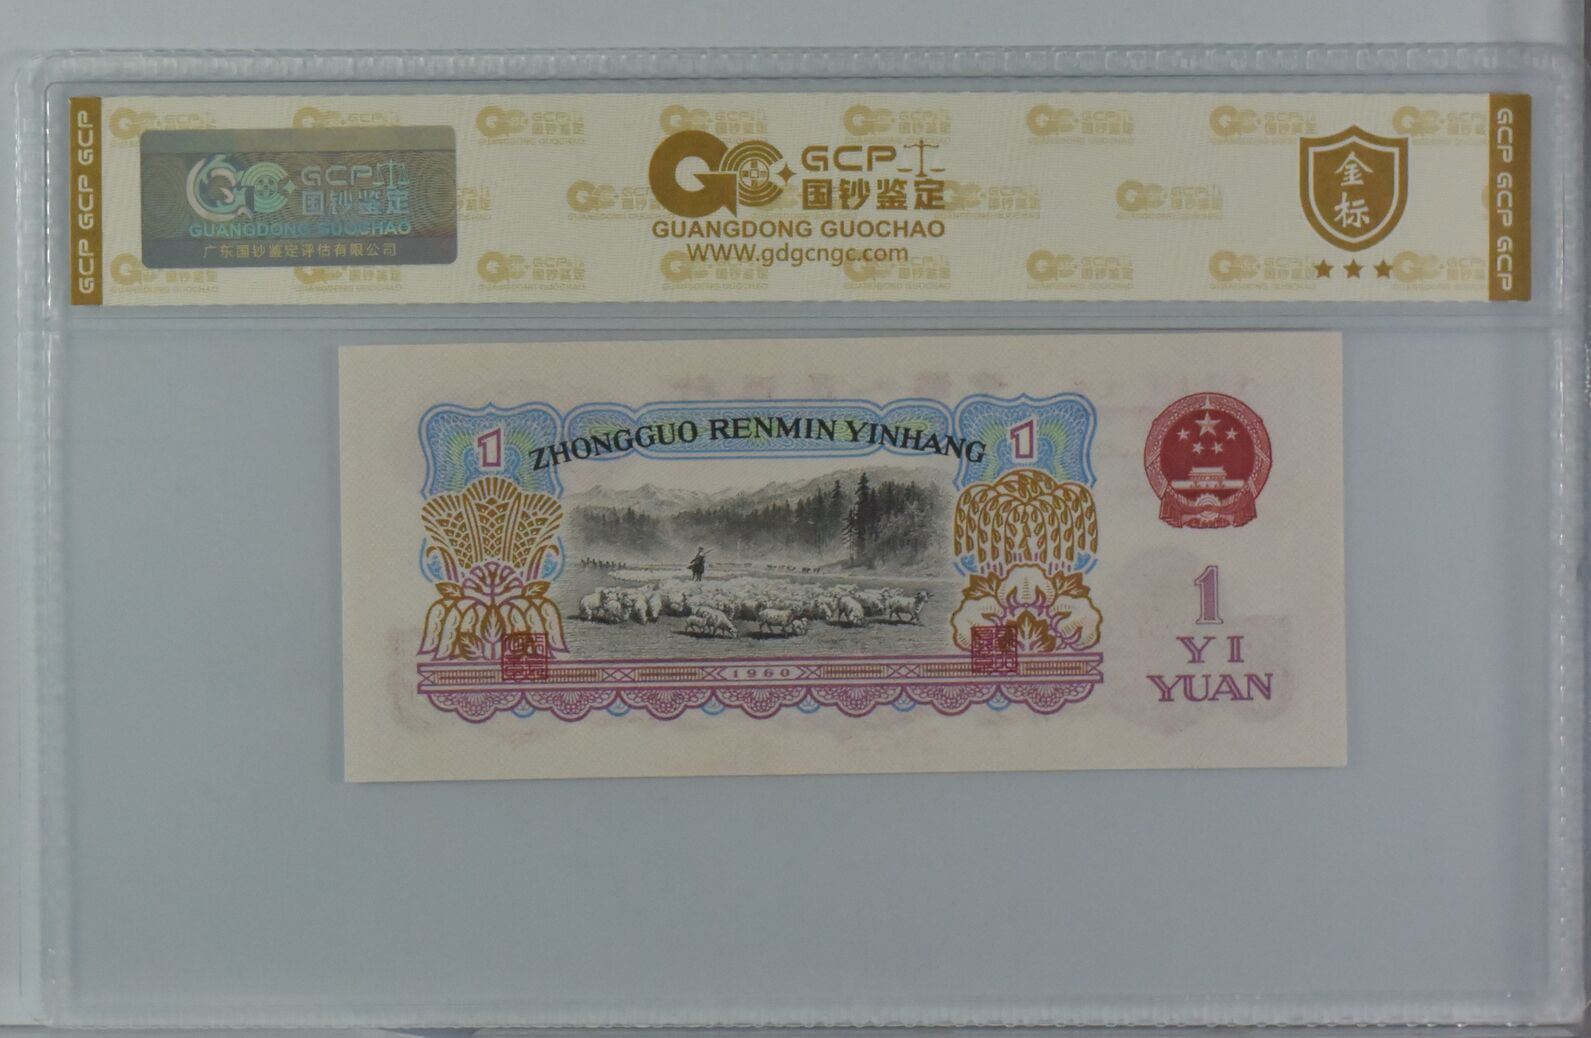 GCP GCP GCP
GCP 国钞鉴定
GUANGDONG GUOCHAO
广东国钞鉴定评估有限公司
GCP
国钞鉴定
GUANGDONG GUOCHAO
WWW.gdgcngc.com
金标
GCP GCP GCP
1
ZHONGGUO RENMIN YINHANG
1
1
YI
YUAN
1960